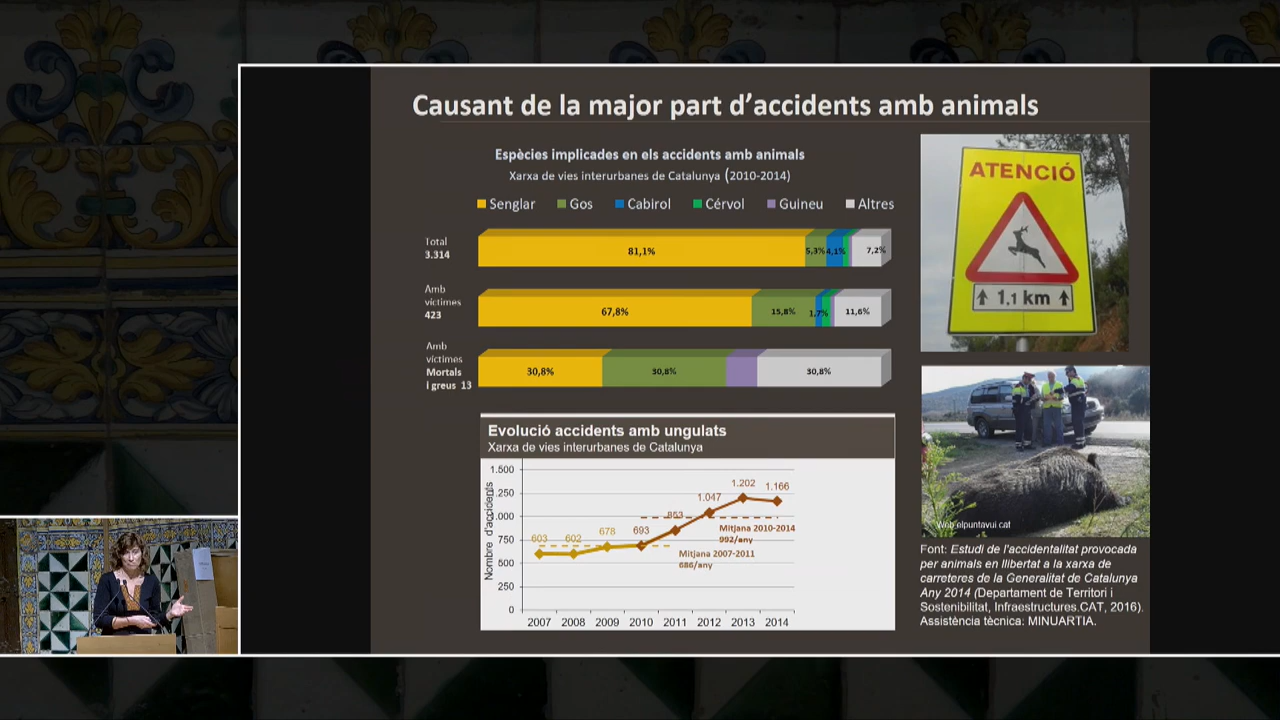 Causant de la major part d'accidents amb animals
Espècies implicades en els accidents amb animals
Xarxa de vies interurbanes de Catalunya (2010-2014)
Senglar Gos Cabirol Cérvol Guineu Altres
Total
3.314
81,1% 5,3% 4,1% 7,2%
Amb
víctimes
423
67,8% 15,8% 1,7% 11,6%
Amb
víctimes
Mortals
i greus 13
30,8% 30,8% 30,8%
Evolució accidents amb ungulats
Xarxa de vies interurbanes de Catalunya
Nombre d'accidents
1.500
1.250
1.000
750
500
250
0
603 602 678 693 853 1.047 1.202 1.166
Mitjana 2010-2014
992/any
Mitjana 2007-2011
686/any
2007 2008 2009 2010 2011 2012 2013 2014
ATENCIÓ
1,1 km
Web elpuntavui cat
Font: Estudi de l'accidentalitat provocada
per animals en llibertat a la xarxa de
carreteres de la Generalitat de Catalunya
Any 2014 (Departament de Territori i
Sostenibilitat, Infraestructures.CAT, 2016).
Assistència tècnica: MINUARTIA.